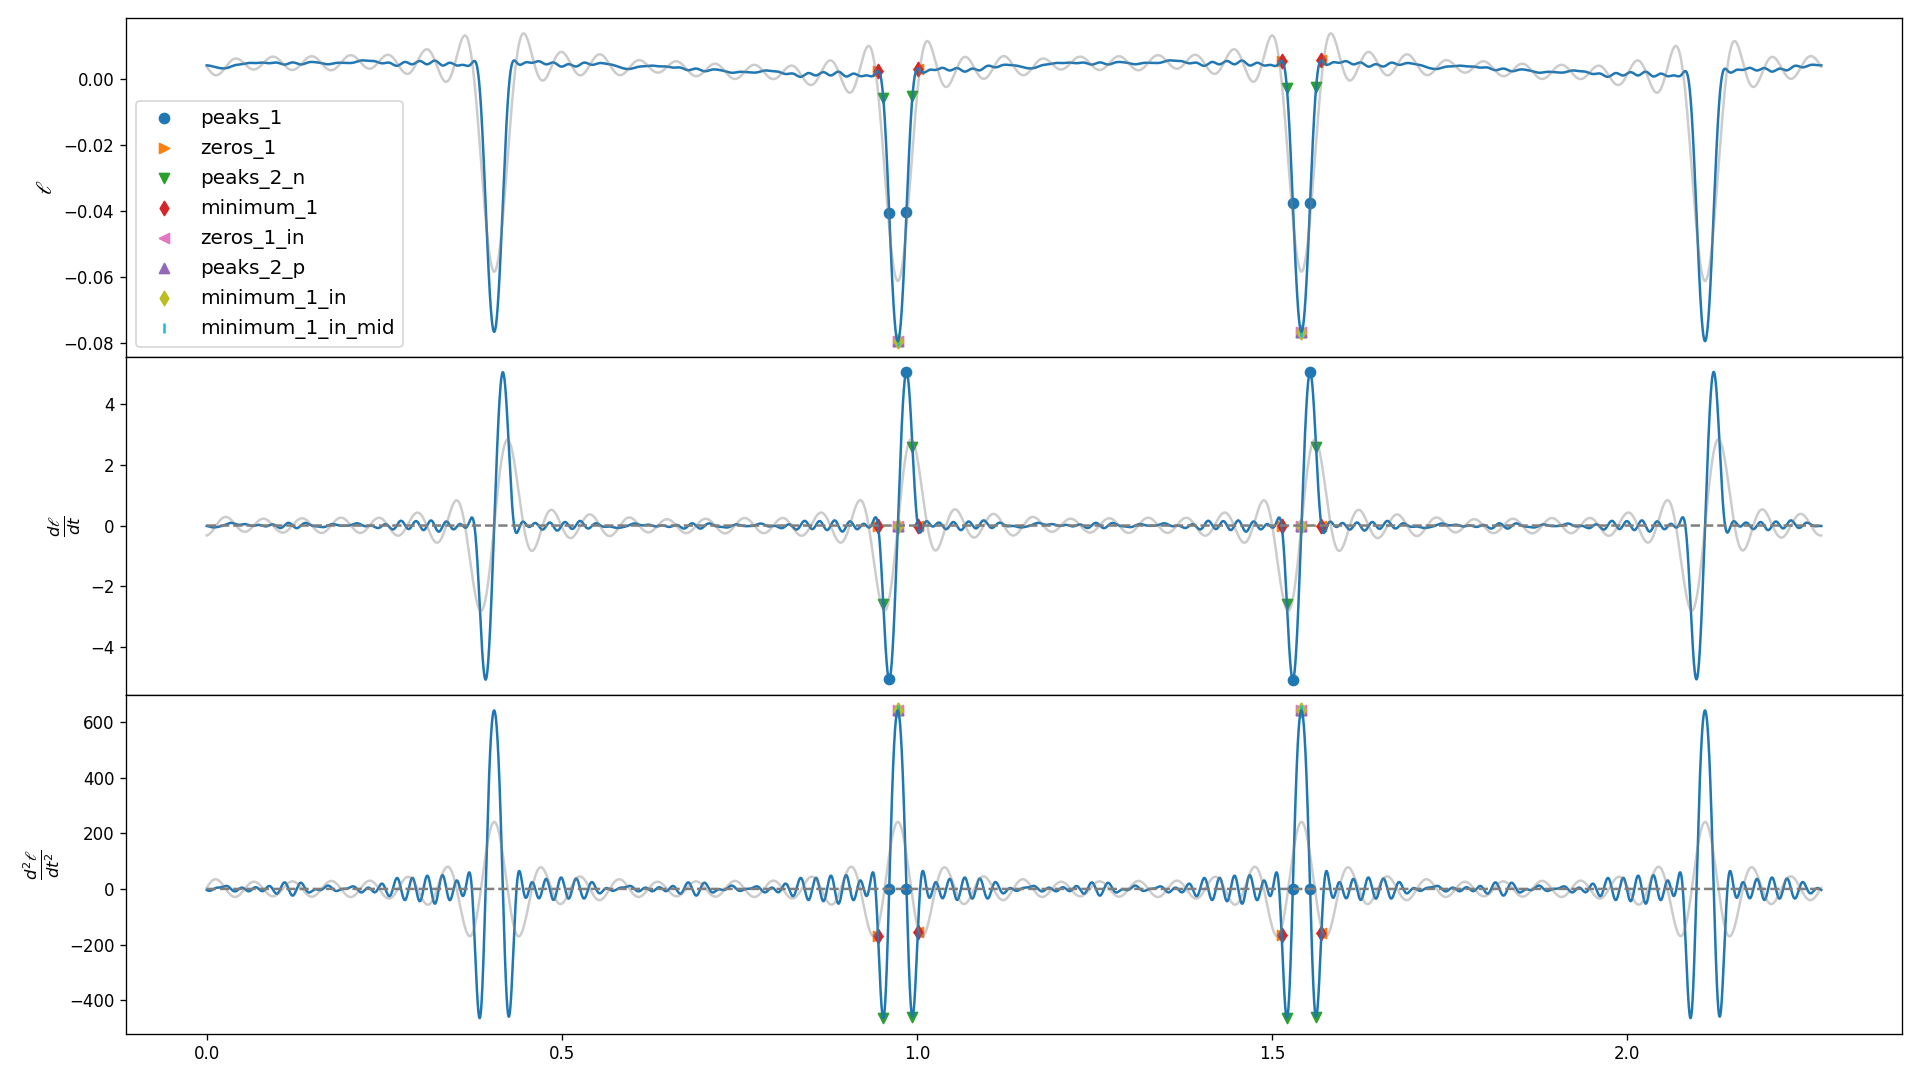 0.00
−0.02
−0.04
−0.06
−0.08
ℓ
peaks_1
zeros_1
peaks_2_n
minimum_1
zeros_1_in
peaks_2_p
minimum_1_in
minimum_1_in_mid
4
2
0
−2
−4
dℓ
dt
600
400
200
0
−200
−400
d²ℓ
dt²
0.0 0.5 1.0 1.5 2.0